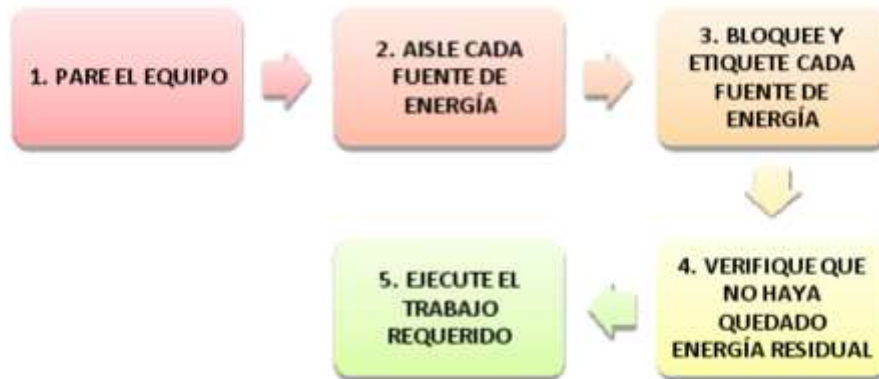 1. PARE EL EQUIPO
2. AISLE CADA
FUENTE DE
ENERGÍA
3. BLOQUEE Y
ETIQUETE CADA
FUENTE DE
ENERGÍA
4. VERIFIQUE QUE
NO HAYA
QUEDADO
ENERGÍA RESIDUAL
5. EJECUTE EL
TRABAJO
REQUERIDO